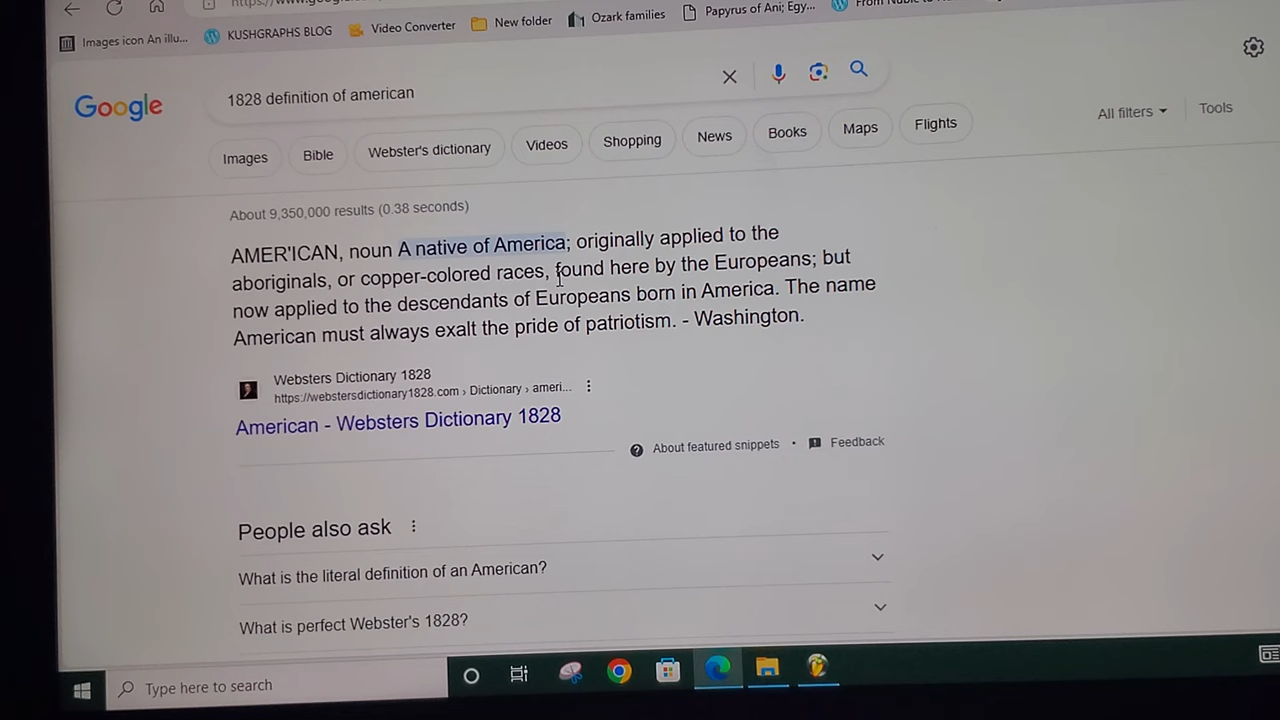 Images icon An illu...
KUSHGRAPHS BLOG
Video Converter
New folder
Ozark families
Papyrus of Ani; Egy...
Google
1828 definition of american
Images
Bible
Webster's dictionary
Videos
Shopping
News
Books
Maps
Flights
All filters
Tools
About 9,350,000 results (0.38 seconds)
AMER'ICAN, noun A native of America; originally applied to the
aboriginals, or copper-colored races, found here by the Europeans; but
now applied to the descendants of Europeans born in America. The name
American must always exalt the pride of patriotism. - Washington.
Websters Dictionary 1828
https://webstersdictionary1828.com › Dictionary › ameri...
American - Websters Dictionary 1828
About featured snippets
Feedback
People also ask
What is the literal definition of an American?
What is perfect Webster's 1828?
Type here to search